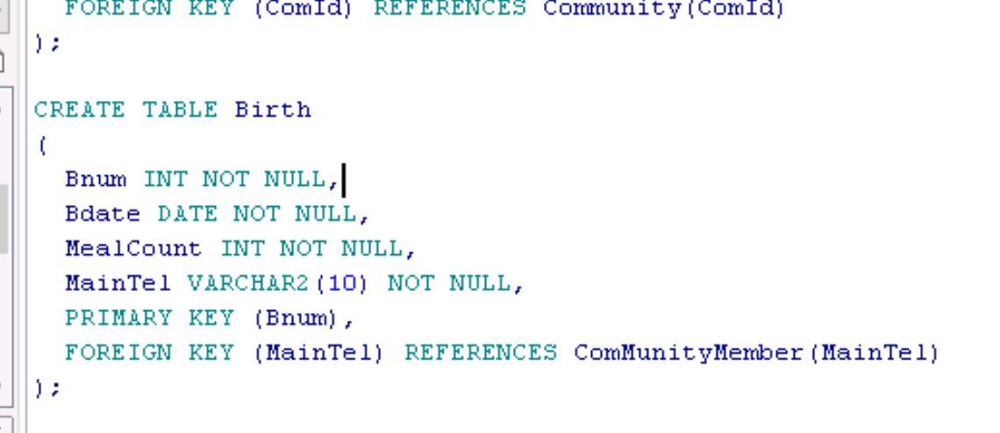 FOREIGN KEY (ComId) REFERENCES Community(ComId)
);
CREATE TABLE Birth
(
Bnum INT NOT NULL,
Bdate DATE NOT NULL,
MealCount INT NOT NULL,
MainTel VARCHAR2(10) NOT NULL,
PRIMARY KEY (Bnum),
FOREIGN KEY (MainTel) REFERENCES ComMunityMember(MainTel)
);